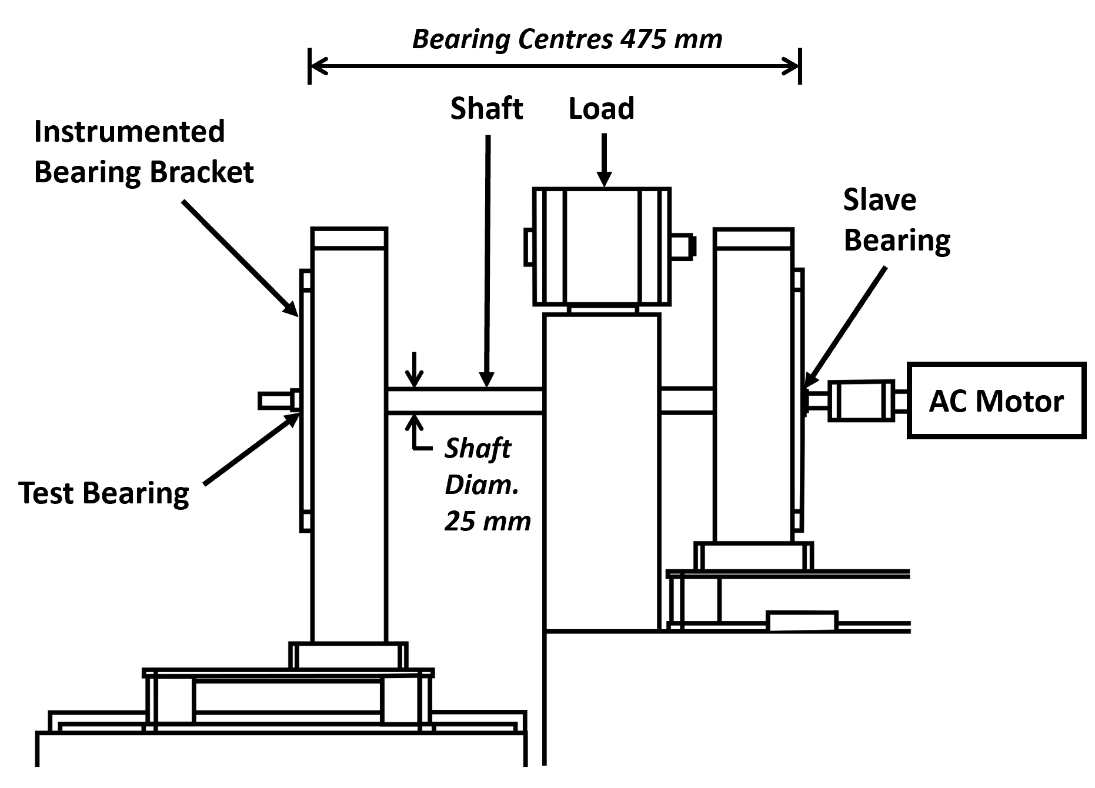 Bearing Centres 475 mm
Shaft
Load
Instrumented
Bearing Bracket
Slave
Bearing
AC Motor
Shaft
Diam.
25 mm
Test Bearing